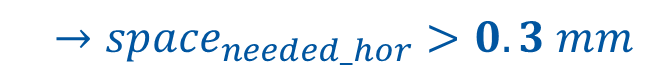 → space_needed_hor > 0.3 mm